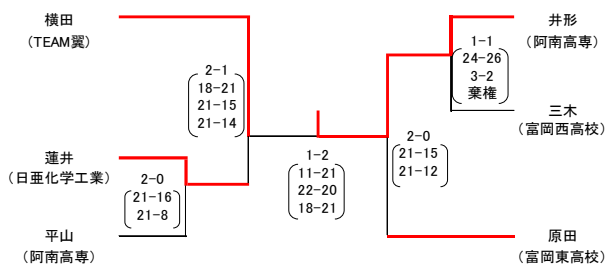 横田
(TEAM翼)
2-1
18-21
21-15
21-14
蓮井
(日亜化学工業)
2-0
21-16
21-8
平山
(阿南高専)
1-2
11-21
22-20
18-21
井形
(阿南高専)
1-1
24-26
3-2
棄権
三木
(富岡西高校)
2-0
21-15
21-12
原田
(富岡東高校)